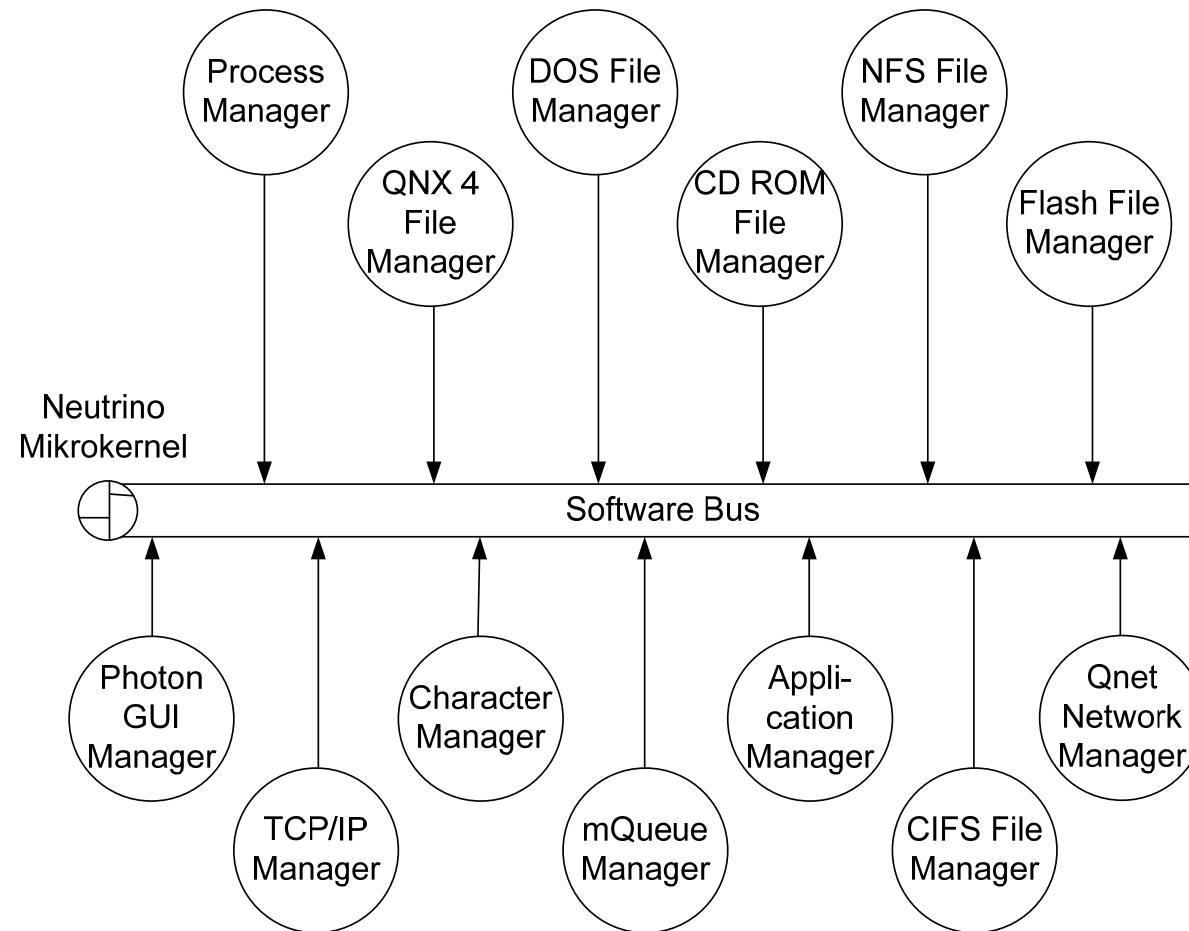 Process
Manager
DOS File
Manager
NFS File
Manager
QNX 4
File
Manager
CD ROM
File
Manager
Flash File
Manager
Neutrino
Mikrokernel
Software Bus
Photon
GUI
Manager
Character
Manager
Appli-
cation
Manager
Qnet
Network
Manager
TCP/IP
Manager
mQueue
Manager
CIFS File
Manager